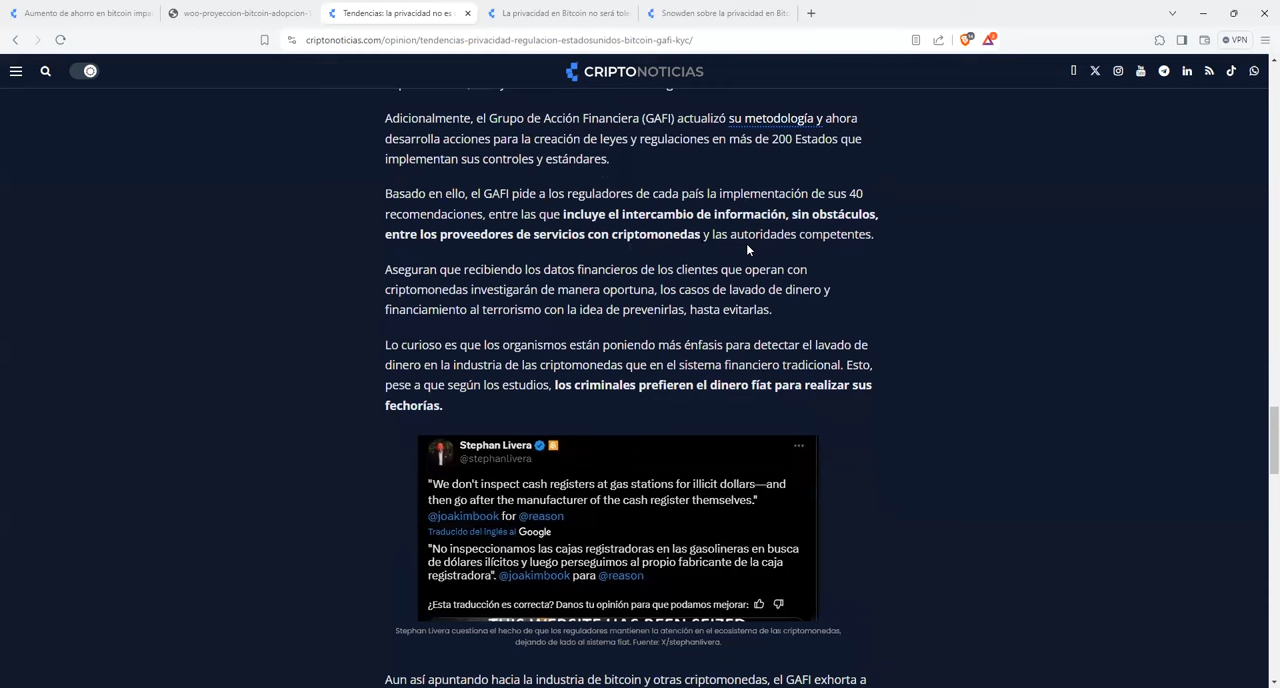 Aumento de ahorro en bitcoin impa
woo-proyeccion-bitcoin-adopcion-
Tendencias: la privacidad no es
La privacidad en Bitcoin no será tole
Snowden sobre la privacidad en Bit
criptonoticias.com/opinion/tendencias-privacidad-regulacion-estadosunidos-bitcoin-gafi-kyc/
VPN
CRIPTONOTICIAS
Adicionalmente, el Grupo de Acción Financiera (GAFI) actualizó su metodología y ahora
desarrolla acciones para la creación de leyes y regulaciones en más de 200 Estados que
implementan sus controles y estándares.
Basado en ello, el GAFI pide a los reguladores de cada país la implementación de sus 40
recomendaciones, entre las que incluye el intercambio de información, sin obstáculos,
entre los proveedores de servicios con criptomonedas y las autoridades competentes.
Aseguran que recibiendo los datos financieros de los clientes que operan con
criptomonedas investigarán de manera oportuna, los casos de lavado de dinero y
financiamiento al terrorismo con la idea de prevenirlas, hasta evitarlas.
Lo curioso es que los organismos están poniendo más énfasis para detectar el lavado de
dinero en la industria de las criptomonedas que en el sistema financiero tradicional. Esto,
pese a que según los estudios, los criminales prefieren el dinero fíat para realizar sus
fechorías.
Stephan Livera
@stephanlivera
"We don't inspect cash registers at gas stations for illicit dollars—and
then go after the manufacturer of the cash register themselves."
@joakimbook for @reason
Traducido del inglés al Google
"No inspeccionamos las cajas registradoras en las gasolineras en busca
de dólares ilícitos y luego perseguimos al propio fabricante de la caja
registradora". @joakimbook para @reason
¿Esta traducción es correcta? Danos tu opinión para que podamos mejorar:
THIS WEBSITE HAS BEEN SEIZED
Stephan Livera cuestiona el hecho de que los reguladores mantienen la atención en el ecosistema de las criptomonedas,
dejando de lado al sistema fíat. Fuente: X/stephanlivera.
Aun así apuntando hacia la industria de bitcoin y otras criptomonedas, el GAFI exhorta a